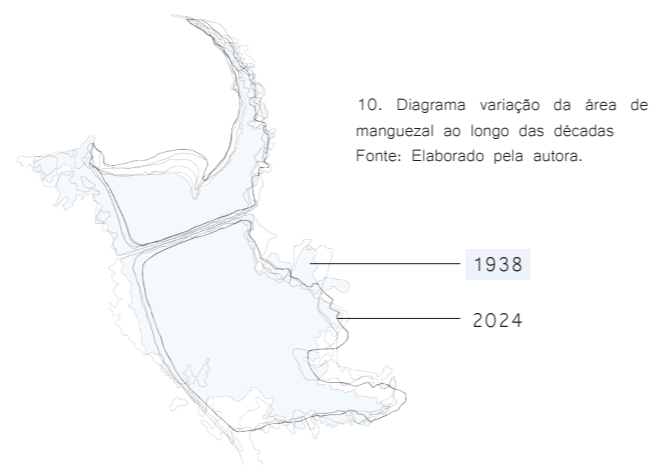 10. Diagrama variação da área de
manguezal ao longo das décadas
Fonte: Elaborado pela autora.
1938
2024